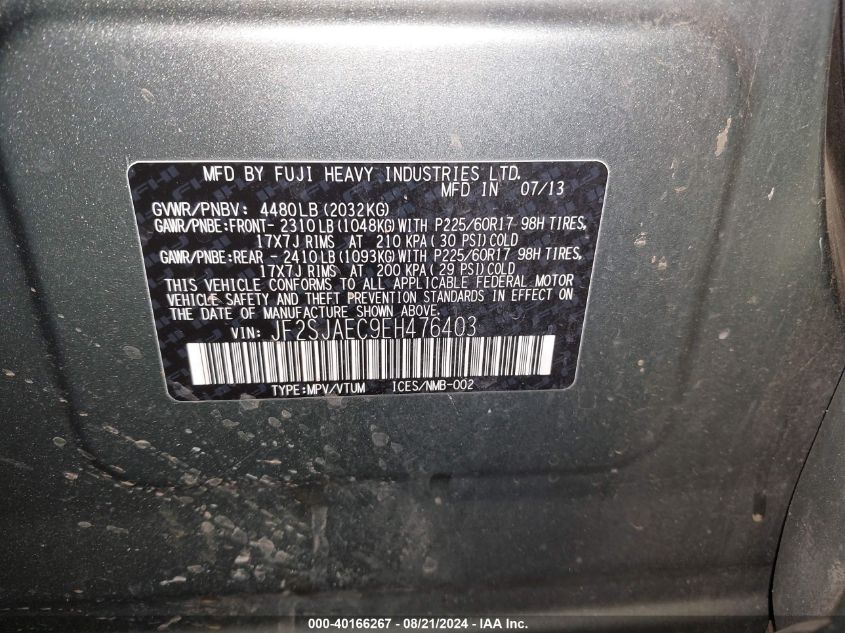 MFD BY FUJI HEAVY INDUSTRIES LTD.
MFD IN 07/13
GVWR/PNBV: 4480LB (2032KG)
GAWR/PNBE:FRONT- 2310LB (1048KG) WITH P225/60R17 98H TIRES,
17X7J RIMS AT 210 KPA( 30 PSI) COLD
GAWR/PNBE:REAR - 2410LB (1093KG) WITH P225/60R17 98H TIRES,
17X7J RIMS AT 200 KPA( 29 PSI) COLD
THIS VEHICLE CONFORMS TO ALL APPLICABLE FEDERAL MOTOR
VEHICLE SAFETY AND THEFT PREVENTION STANDARDS IN EFFECT ON
THE DATE OF MANUFACTURE SHOWN ABOVE.
VIN: JF2SJAEC9EH476403
TYPE:MPV/VTUM ICES/NMB-002
000-40166267 - 08/21/2024 - IAA Inc.